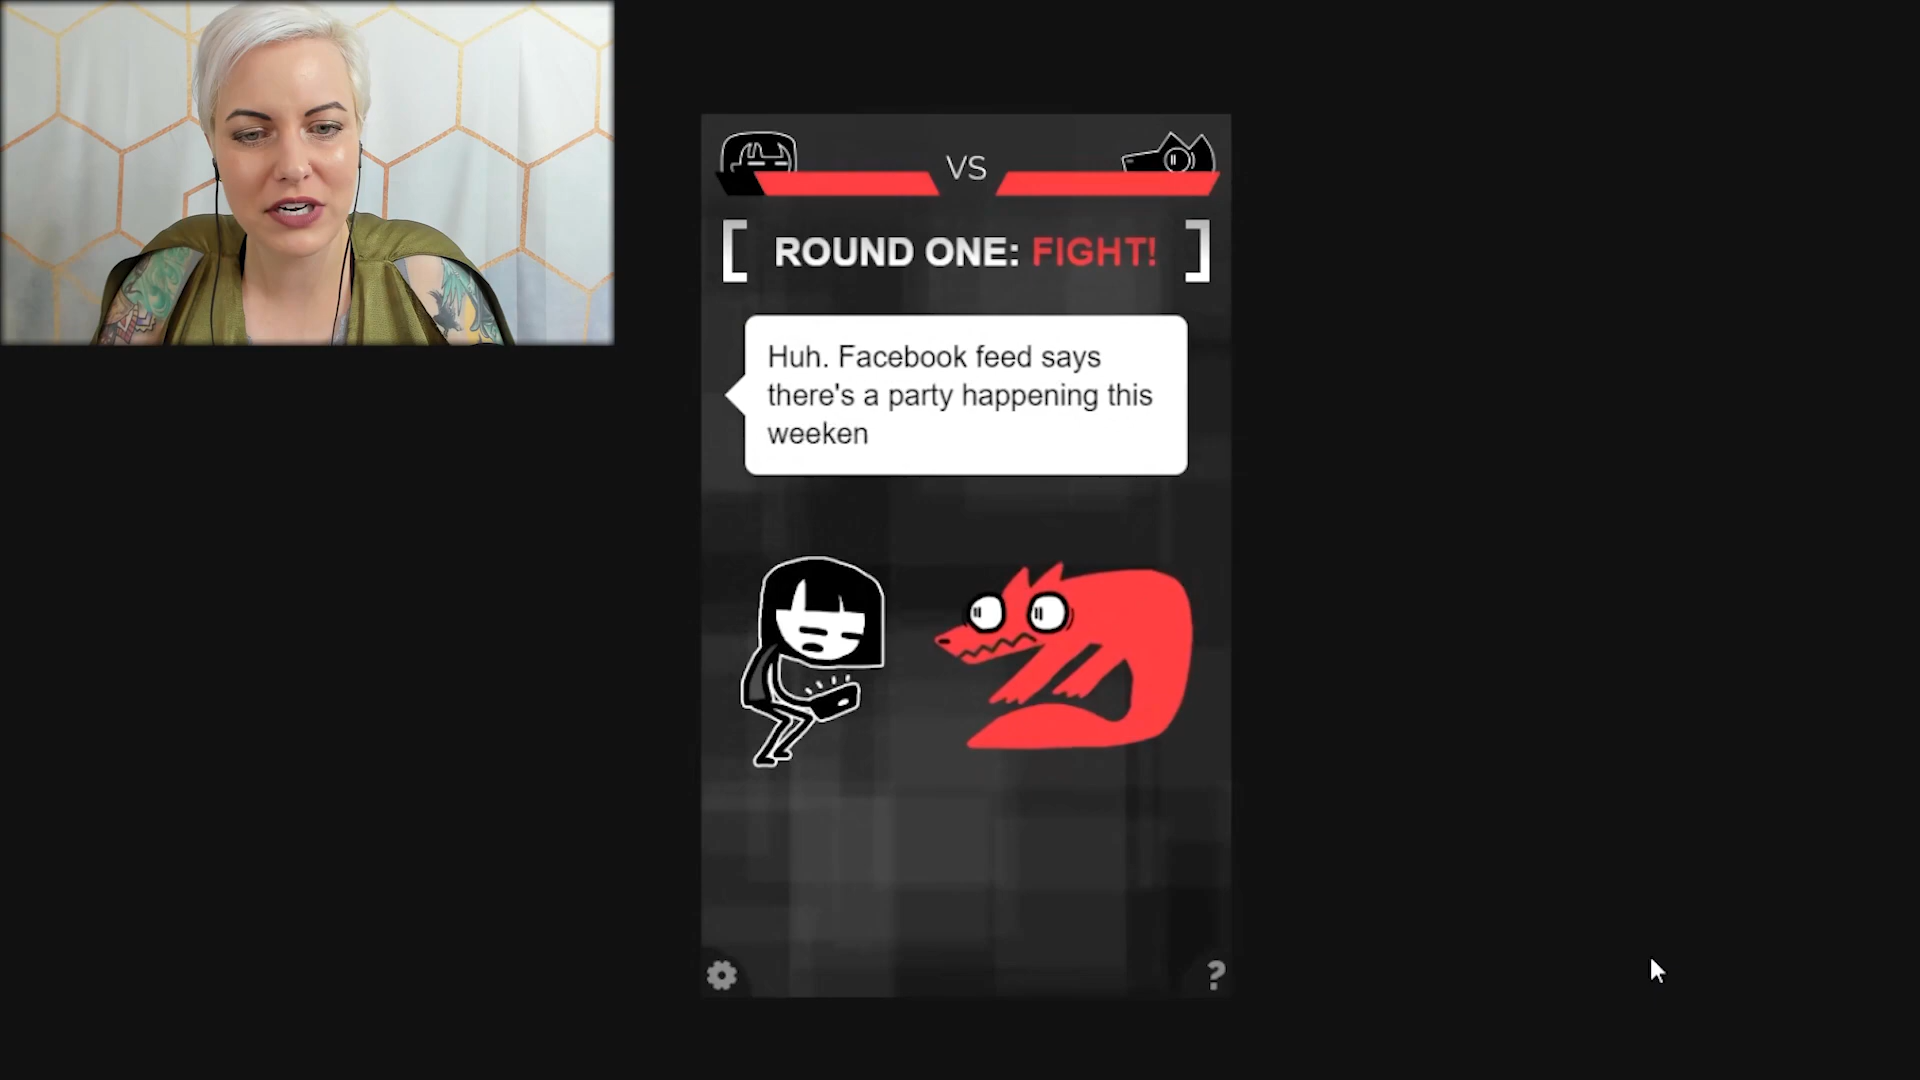 VS
[ ROUND ONE: FIGHT! ]
Huh. Facebook feed says
there's a party happening this
weeken
?